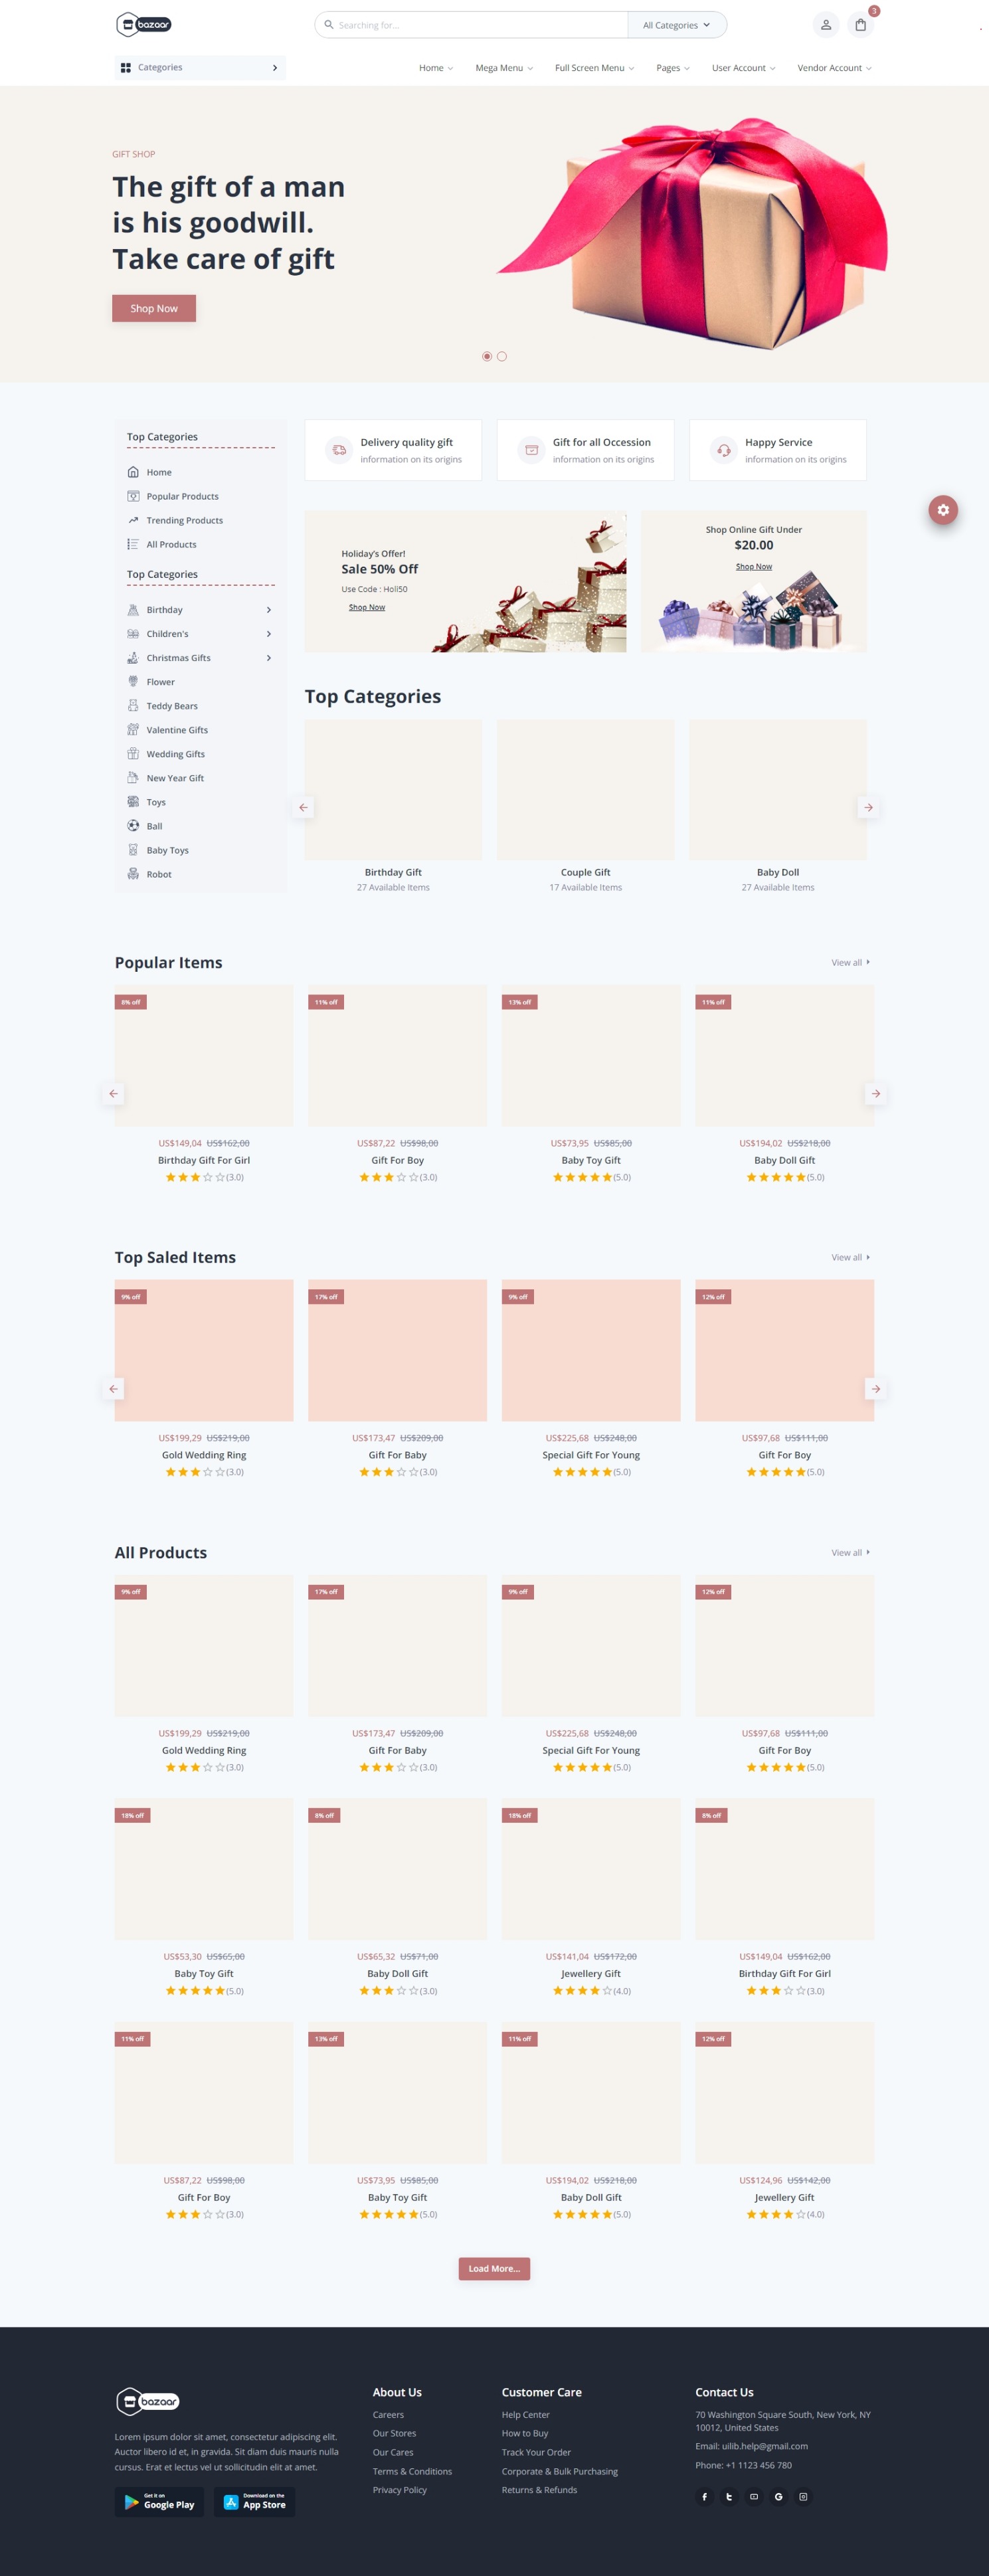 bazaar
Searching for...
All Categories
3
Categories
Home
Mega Menu
Full Screen Menu
Pages
User Account
Vendor Account
GIFT SHOP
The gift of a man
is his goodwill.
Take care of gift
Shop Now
Top Categories
Home
Popular Products
Trending Products
All Products
Top Categories
Birthday
Children's
Christmas Gifts
Flower
Teddy Bears
Valentine Gifts
Wedding Gifts
New Year Gift
Toys
Ball
Baby Toys
Robot
Delivery quality gift
information on its origins
Gift for all Occession
information on its origins
Happy Service
information on its origins
Holiday's Offer!
Sale 50% Off
Use Code : Holi50
Shop Now
Shop Online Gift Under
$20.00
Shop Now
Top Categories
Birthday Gift
27 Available Items
Couple Gift
17 Available Items
Baby Doll
27 Available Items
Popular Items
View all
8% off
11% off
13% off
11% off
US$149,04 US$162,00
Birthday Gift For Girl
(3.0)
US$87,22 US$98,00
Gift For Boy
(3.0)
US$73,95 US$85,00
Baby Toy Gift
(5.0)
US$194,02 US$218,00
Baby Doll Gift
(5.0)
Top Saled Items
View all
9% off
17% off
9% off
12% off
US$199,29 US$219,00
Gold Wedding Ring
(3.0)
US$173,47 US$209,00
Gift For Baby
(3.0)
US$225,68 US$248,00
Special Gift For Young
(5.0)
US$97,68 US$111,00
Gift For Boy
(5.0)
All Products
View all
9% off
17% off
9% off
12% off
US$199,29 US$219,00
Gold Wedding Ring
(3.0)
US$173,47 US$209,00
Gift For Baby
(3.0)
US$225,68 US$248,00
Special Gift For Young
(5.0)
US$97,68 US$111,00
Gift For Boy
(5.0)
18% off
8% off
18% off
8% off
US$53,30 US$65,00
Baby Toy Gift
(5.0)
US$65,32 US$71,00
Baby Doll Gift
(3.0)
US$141,04 US$172,00
Jewellery Gift
(4.0)
US$149,04 US$162,00
Birthday Gift For Girl
(3.0)
11% off
13% off
11% off
12% off
US$87,22 US$98,00
Gift For Boy
(3.0)
US$73,95 US$85,00
Baby Toy Gift
(5.0)
US$194,02 US$218,00
Baby Doll Gift
(5.0)
US$124,96 US$142,00
Jewellery Gift
(4.0)
Load More...
bazaar
Lorem ipsum dolor sit amet, consectetur adipiscing elit.
Auctor libero id et, in gravida. Sit diam duis mauris nulla
cursus. Erat et lectus vel ut sollicitudin elit at amet.
Get it on
Google Play
Download on the
App Store
About Us
Careers
Our Stores
Our Cares
Terms & Conditions
Privacy Policy
Customer Care
Help Center
How to Buy
Track Your Order
Corporate & Bulk Purchasing
Returns & Refunds
Contact Us
70 Washington Square South, New York, NY
10012, United States
Email: uilib.help@gmail.com
Phone: +1 1123 456 780